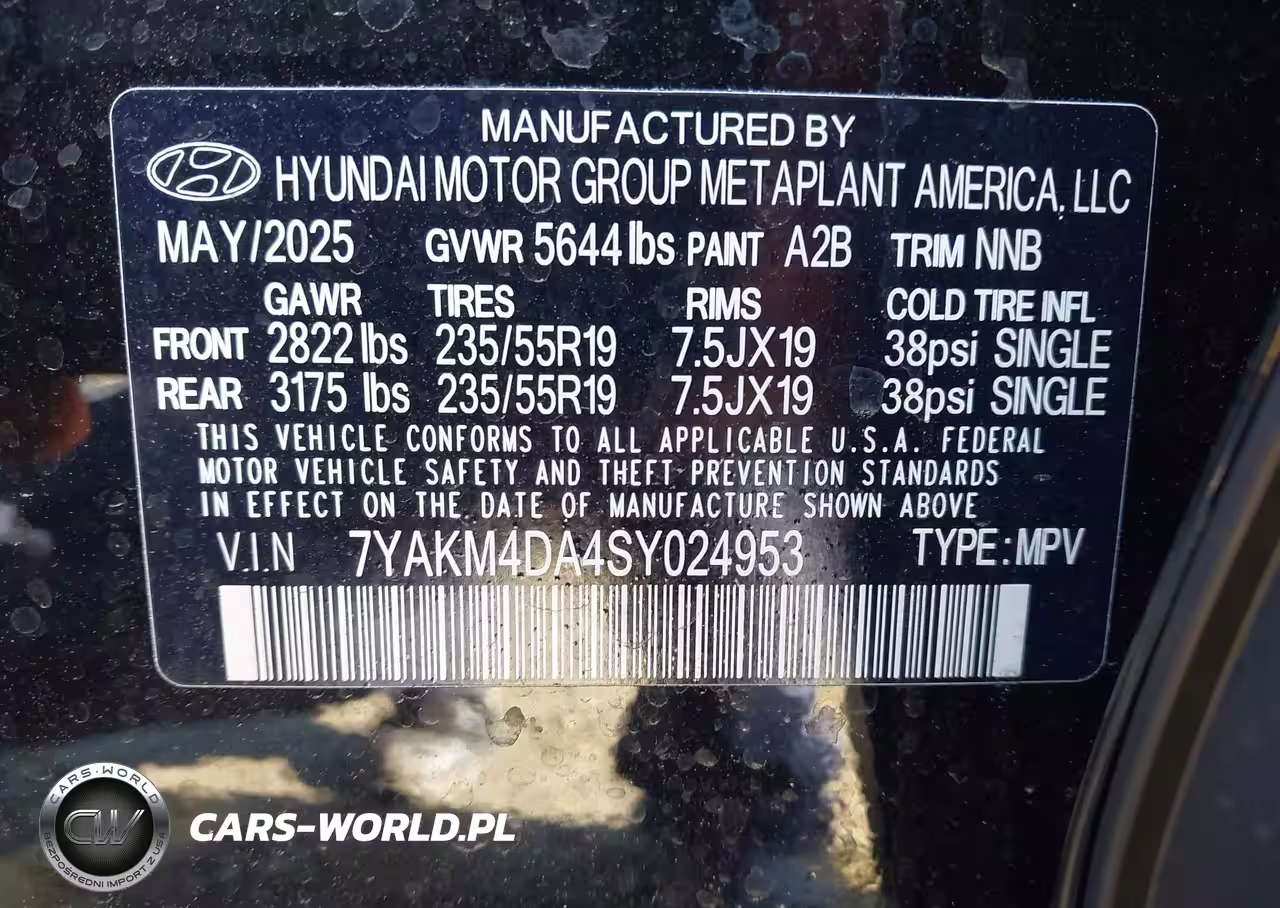 MANUFACTURED BY
HYUNDAI MOTOR GROUP METAPLANT AMERICA, LLC
MAY/2025 GVWR 5644 lbs PAINT A2B TRIM NNB
GAWR TIRES RIMS COLD TIRE INFL
FRONT 2822 lbs 235/55R19 7.5JX19 38psi SINGLE
REAR 3175 lbs 235/55R19 7.5JX19 38psi SINGLE
THIS VEHICLE CONFORMS TO ALL APPLICABLE U.S.A. FEDERAL
MOTOR VEHICLE SAFETY AND THEFT PREVENTION STANDARDS
IN EFFECT ON THE DATE OF MANUFACTURE SHOWN ABOVE
V.I.N 7YAKM4DA4SY024953 TYPE: MPV
CARS-WORLD
CW
BEZPOŚREDNI IMPORT Z USA
CARS-WORLD.PL